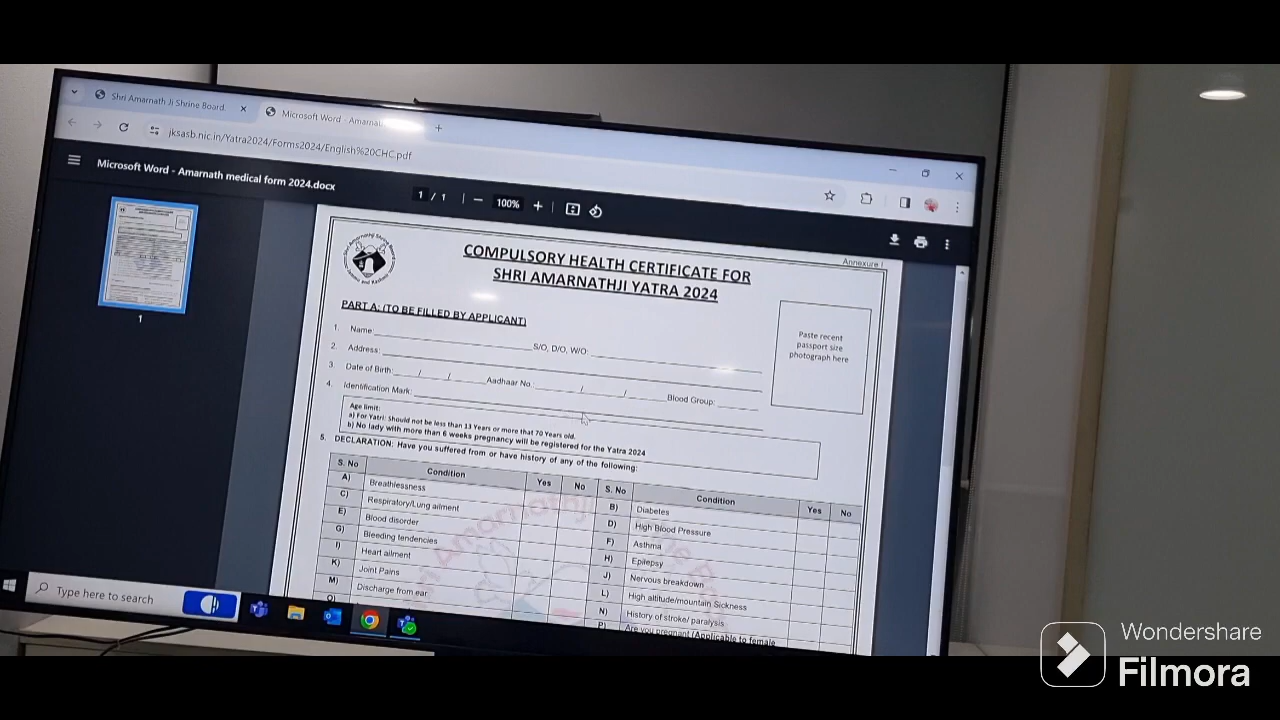 Shri Amarnath Ji Shrine Board
Microsoft Word - Amarna
jksasb.nic.in/Yatra2024/Forms2024/English%20CHC.pdf
Microsoft Word - Amarnath medical form 2024.docx
1 / 1
100%
1
Annexure I
COMPULSORY HEALTH CERTIFICATE FOR
SHRI AMARNATHJI YATRA 2024
Paste recent
passport size
photograph here
PART A: (TO BE FILLED BY APPLICANT)
1. Name: S/O, D/O, W/O:
2. Address:
3. Date of Birth: / / Aadhaar No.: / / Blood Group:
4. Identification Mark:
Age limit:
a) For Yatri: Should not be less than 13 Years or more that 70 Years old.
b) No lady with more than 6 weeks pregnancy will be registered for the Yatra 2024
5. DECLARATION: Have you suffered from or have history of any of the following:
S. No Condition Yes No S. No Condition Yes No
A) Breathlessness B) Diabetes
C) Respiratory/Lung ailment D) High Blood Pressure
E) Blood disorder F) Asthma
G) Bleeding tendencies H) Epilepsy
I) Heart ailment J) Nervous breakdown
K) Joint Pains L) High altitude/mountain Sickness
M) Discharge from ear N) History of stroke/ paralysis
P) Are you pregnant (Applicable to female
Type here to search
Wondershare
Filmora